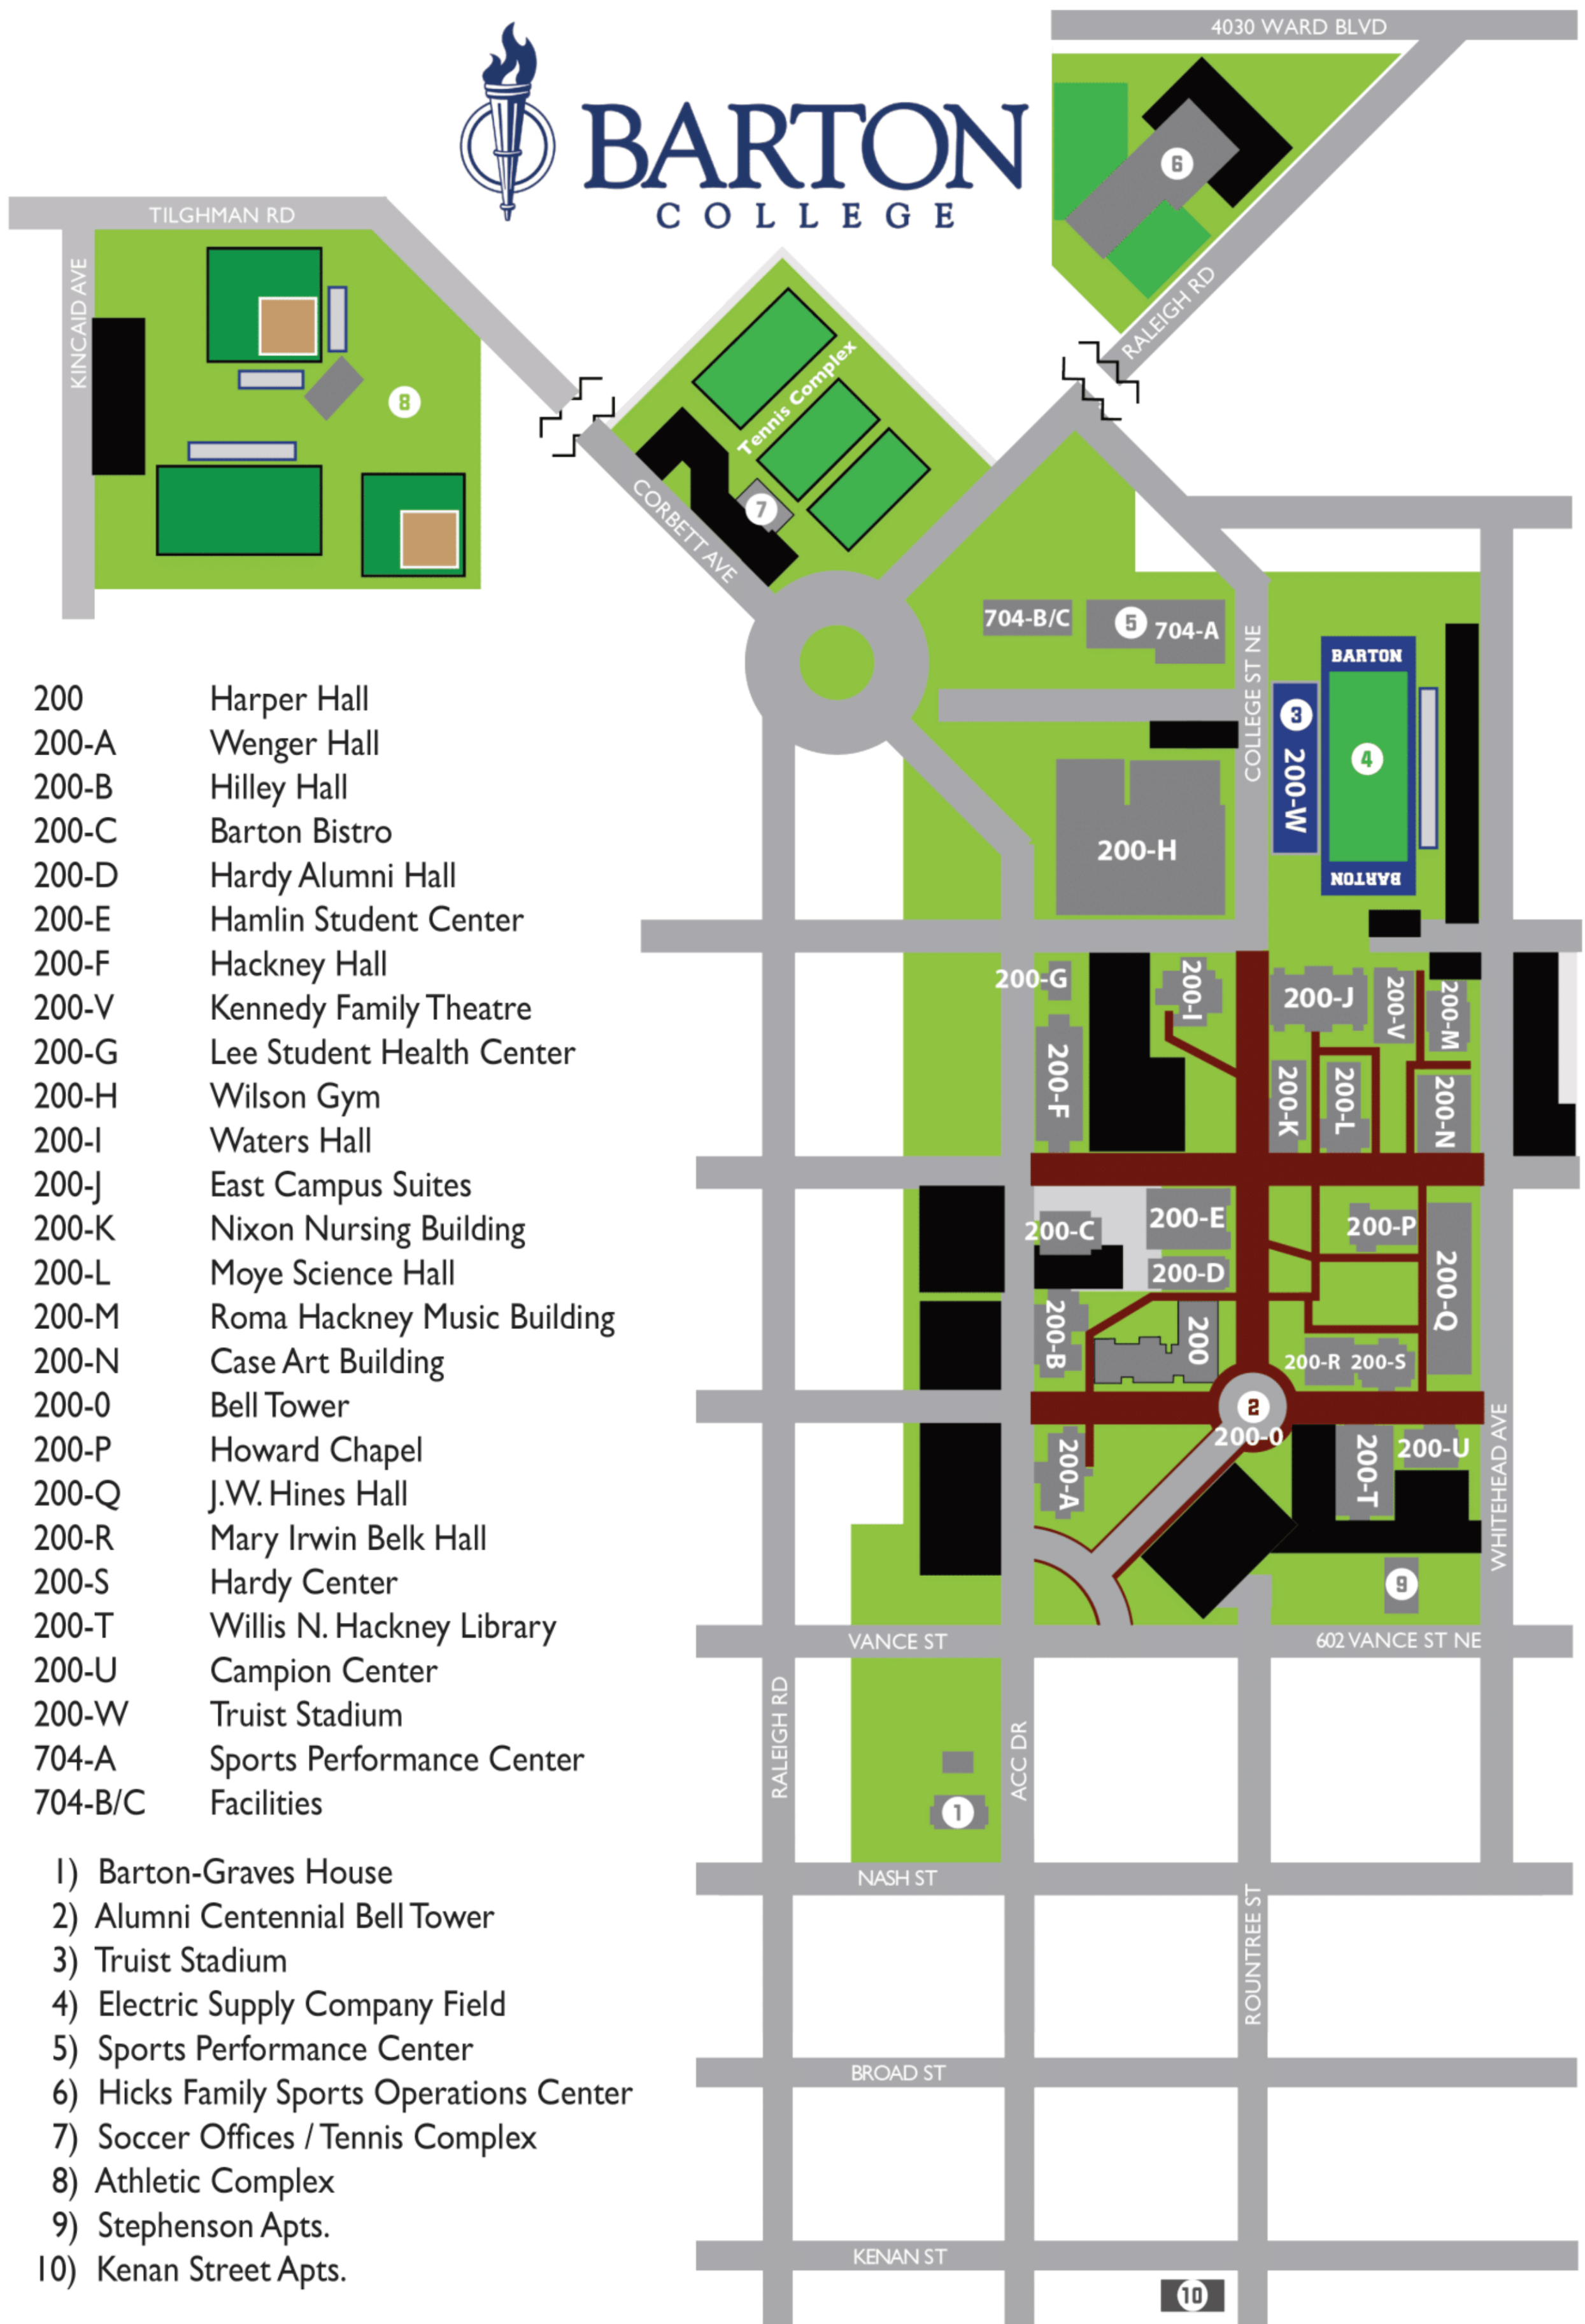 BARTON
COLLEGE
4030 WARD BLVD
6
RALEIGH RD
TILGHMAN RD
KINCAID AVE
8
Tennis Complex
7
CORBETT AVE
704-B/C
5
704-A
COLLEGE ST NE
BARTON
3
200-W
4
BARTON
200-H
200-G
200-I
200-J
200-V
200-M
200-F
200-K
200-L
200-N
200-C
200-E
200-D
200-P
200-Q
200-B
200
200-R
200-S
2
200-0
200-A
200-T
200-U
WHITEHEAD AVE
9
VANCE ST
602 VANCE ST NE
RALEIGH RD
ACC DR
1
NASH ST
ROUNTREE ST
BROAD ST
KENAN ST
10
200 Harper Hall
200-A Wenger Hall
200-B Hilley Hall
200-C Barton Bistro
200-D Hardy Alumni Hall
200-E Hamlin Student Center
200-F Hackney Hall
200-V Kennedy Family Theatre
200-G Lee Student Health Center
200-H Wilson Gym
200-I Waters Hall
200-J East Campus Suites
200-K Nixon Nursing Building
200-L Moye Science Hall
200-M Roma Hackney Music Building
200-N Case Art Building
200-0 Bell Tower
200-P Howard Chapel
200-Q J.W. Hines Hall
200-R Mary Irwin Belk Hall
200-S Hardy Center
200-T Willis N. Hackney Library
200-U Campion Center
200-W Truist Stadium
704-A Sports Performance Center
704-B/C Facilities
1) Barton-Graves House
2) Alumni Centennial Bell Tower
3) Truist Stadium
4) Electric Supply Company Field
5) Sports Performance Center
6) Hicks Family Sports Operations Center
7) Soccer Offices / Tennis Complex
8) Athletic Complex
9) Stephenson Apts.
10) Kenan Street Apts.